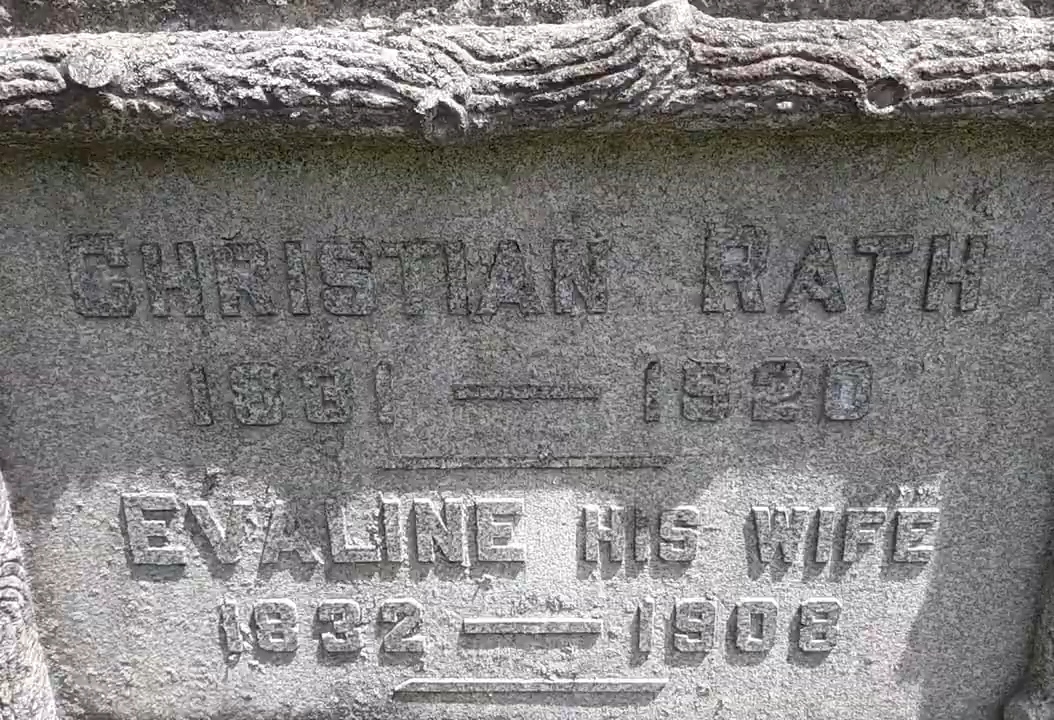 CHRISTIAN RATH
1831 — 1920
EVALINE HIS WIFE
1832 — 1908